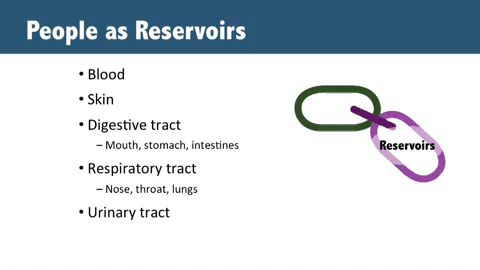 People as Reservoirs
• Blood
• Skin
• Digestive tract
– Mouth, stomach, intestines
• Respiratory tract
– Nose, throat, lungs
• Urinary tract
Reservoirs